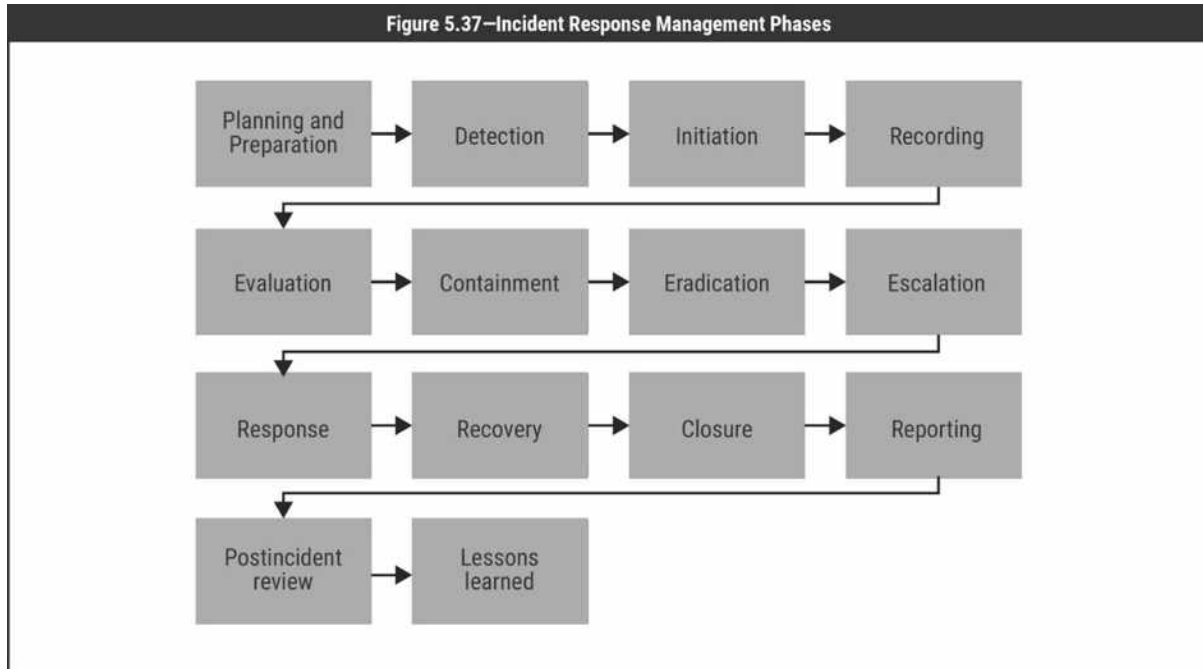 Figure 5.37—Incident Response Management Phases
Planning and
Preparation
Detection
Initiation
Recording
Evaluation
Containment
Eradication
Escalation
Response
Recovery
Closure
Reporting
Postincident
review
Lessons
learned